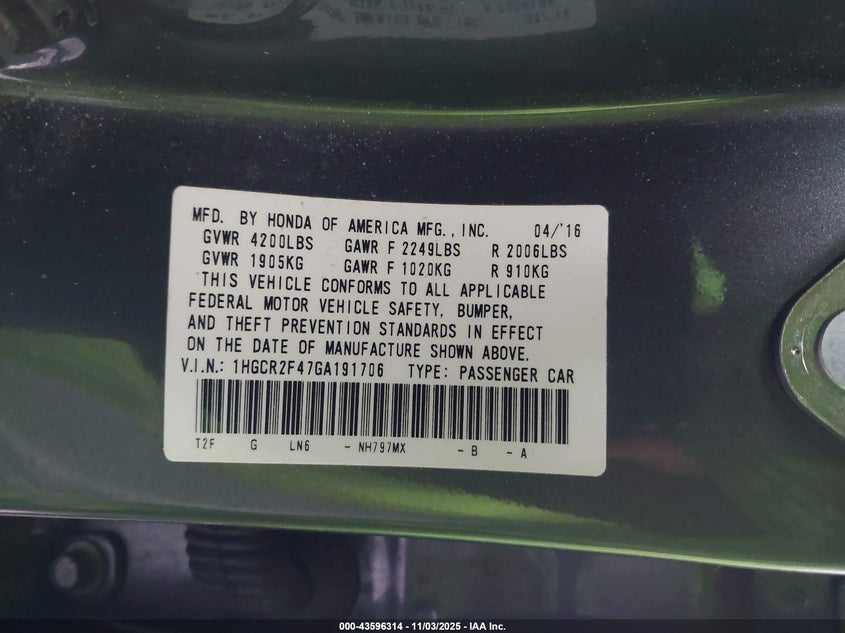 MFD. BY HONDA OF AMERICA MFG., INC. 04/'16
GVWR 4200LBS GAWR F 2249LBS R 2006LBS
GVWR 1905KG GAWR F 1020KG R 910KG
THIS VEHICLE CONFORMS TO ALL APPLICABLE
FEDERAL MOTOR VEHICLE SAFETY, BUMPER,
AND THEFT PREVENTION STANDARDS IN EFFECT
ON THE DATE OF MANUFACTURE SHOWN ABOVE.
V.I.N.: 1HGCR2F47GA191706 TYPE: PASSENGER CAR
T2F G LN6 - NH797MX - B - A
000-43596314 - 11/03/2025 - IAA Inc.